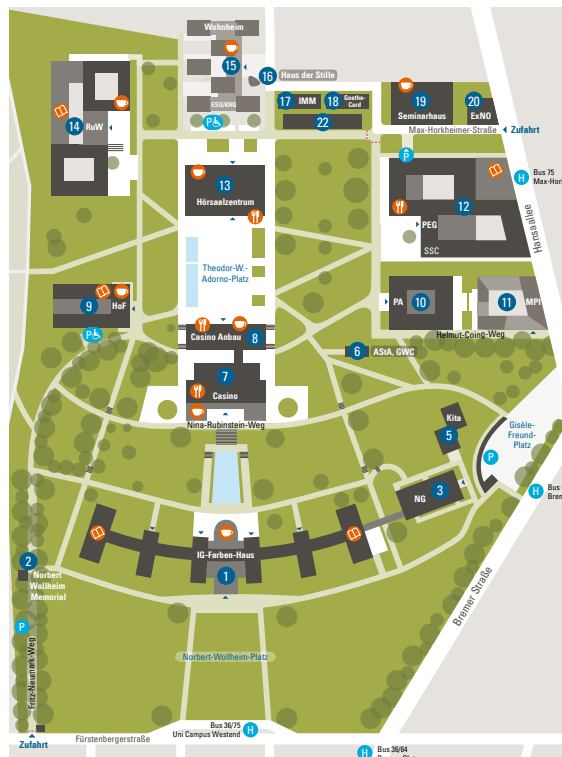 Wohnheim
15
16
Haus der Stille
ESG/KHG
P
17
IMM
18
Goethe-
Card
22
19
Seminarhaus
20
ExNO
Max-Horkheimer-Straße
Zufahrt
14
RuW
P
13
Hörsaalzentrum
H
Bus 75
Hansaallee
12
PEG
SSC
Theodor-W.-
Adorno-Platz
9
HoF
P
PA
10
11
MPI
Helmut-Coing-Weg
Casino Anbau
8
6
AStA, GWC
7
Casino
Nina-Rubinstein-Weg
Kita
5
Gisèle-
Freund-
Platz
P
3
NG
H
Bus
IG-Farben-Haus
1
2
Norbert
Wollheim
Memorial
P
Fritz-Neumark-Weg
Bremer Straße
Norbert-Wollheim-Platz
Bus 36/75
Uni Campus Westend
H
Fürstenbergerstraße
Zufahrt
H
Bus 36/64